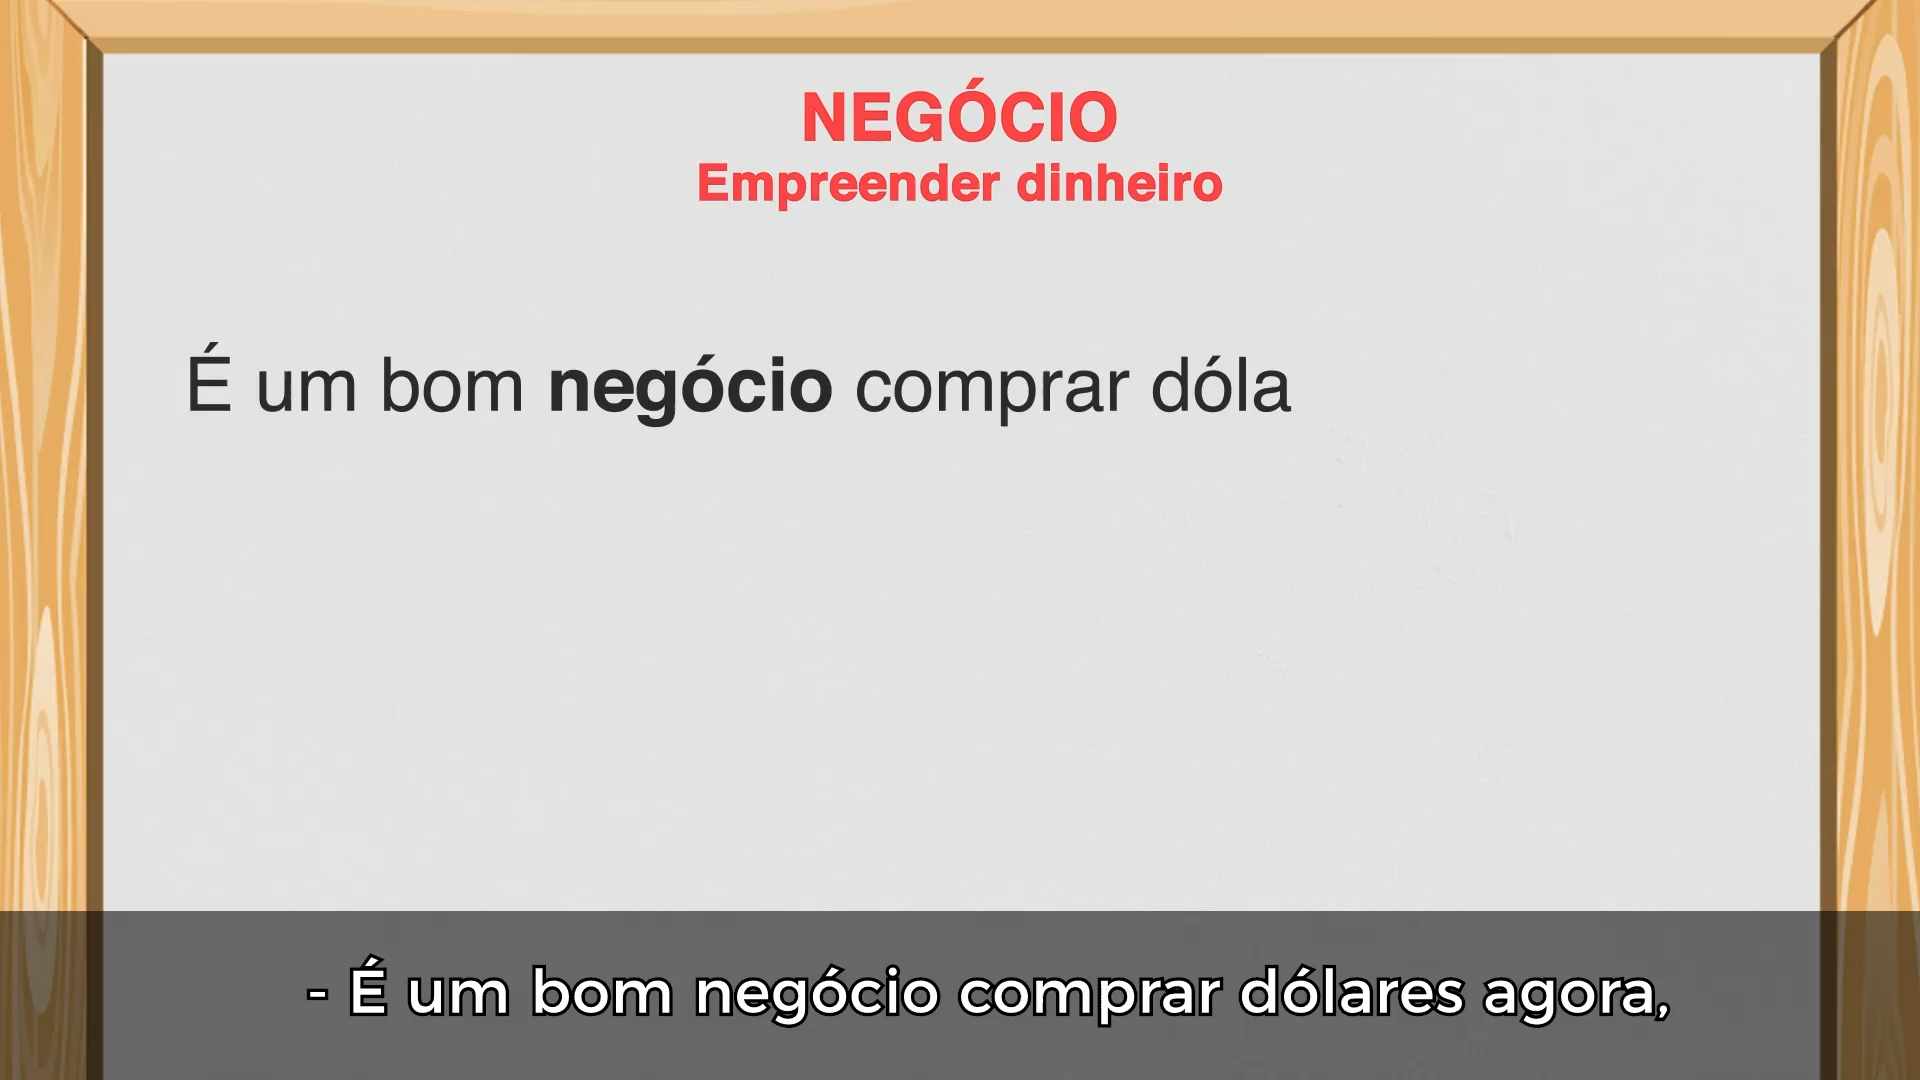 NEGÓCIO
Empreender dinheiro
É um bom negócio comprar dóla
- É um bom negócio comprar dólares agora,